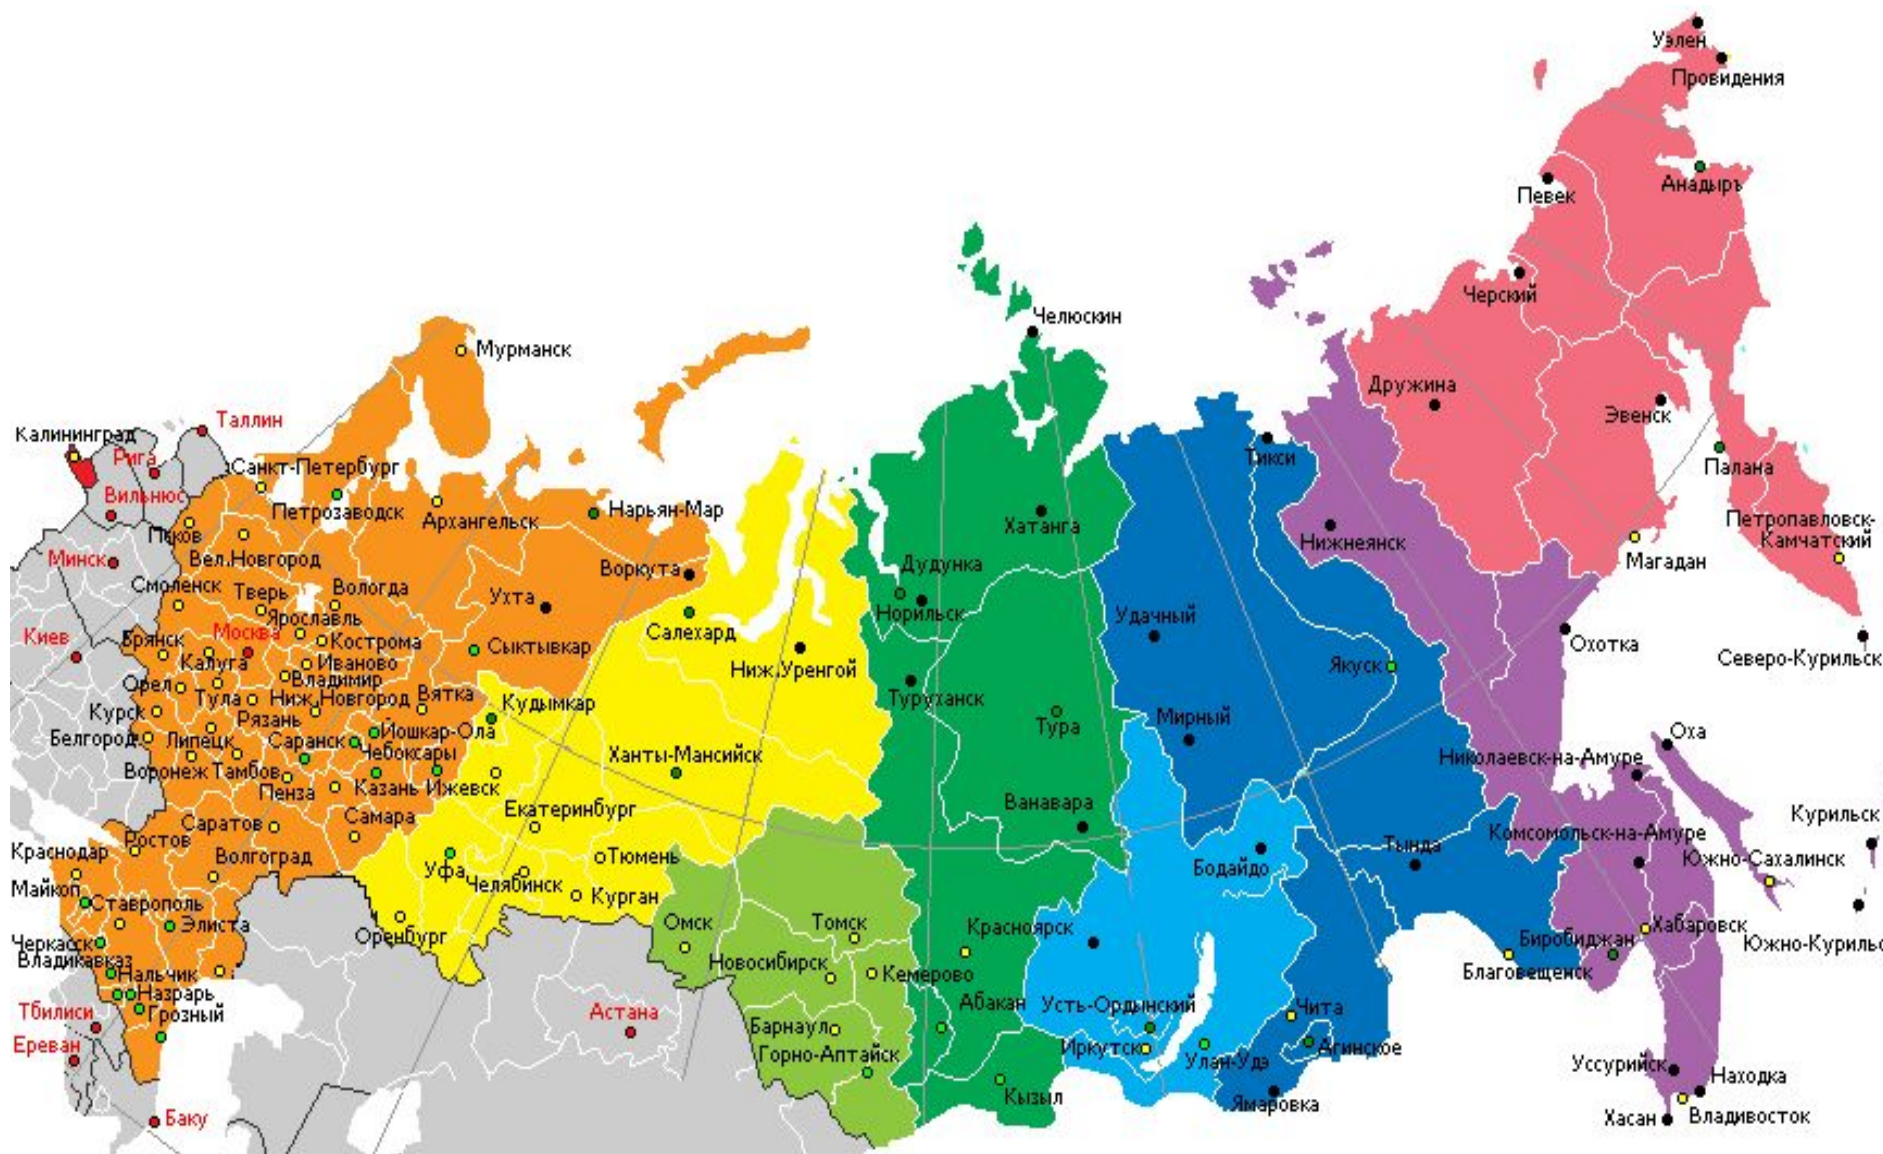 Уэлен
Провидения
Анадыръ
Певек
Черский
Челюскин
Мурманск
Дружина
Эвенск
Таллин
Калининград
Рига
Санкт-Петербург
Тикси
Палана
Вильнюс
Петрозаводск
Архангельск
Нарьян-Мар
Хатанга
Нижнеянск
Петропавловск-
Камчатский
Псков
Вел.Новгород
Минск
Воркута
Дудунка
Магадан
Смоленск
Тверь
Вологда
Ухта
Норильск
Удачный
Ярославль
Салехард
Охотка
Киев
Брянск
Москва
Кострома
Сыктывкар
Северо-Курильск
Калуга
Иваново
Ниж.Уренгой
Якуск
Владимир
Орел
Тула
Ниж.Новгород
Вятка
Кудымкар
Туруханск
Курск
Рязань
Тура
Мирный
Йошкар-Ола
Оха
Белгород
Липецк
Саранск
Чебоксары
Ханты-Мансийск
Николаевск-на-Амуре
Воронеж
Тамбов
Пенза
Казань
Ижевск
Екатеринбург
Ванавара
Курильск
Саратов
Самара
Ростов
Комсомольск-на-Амуре
Краснодар
Волгоград
Уфа
Тюмень
Бодайдо
Тында
Южно-Сахалинск
Челябинск
Майкоп
Курган
Ставрополь
Элиста
Оренбург
Омск
Томск
Красноярск
Хабаровск
Черкасск
Биробиджан
Южно-Курильс
Владикавказ
Нальчик
Новосибирск
Кемерово
Благовещенск
Назрарь
Абакан
Усть-Ордынский
Чита
Грозный
Тбилиси
Астана
Барнаул
Ереван
Горно-Аптайск
Иркутск
Улан-Удэ
Агинское
Уссурийск
Находка
Кызыл
Ямаровка
Баку
Хасан
Владивосток